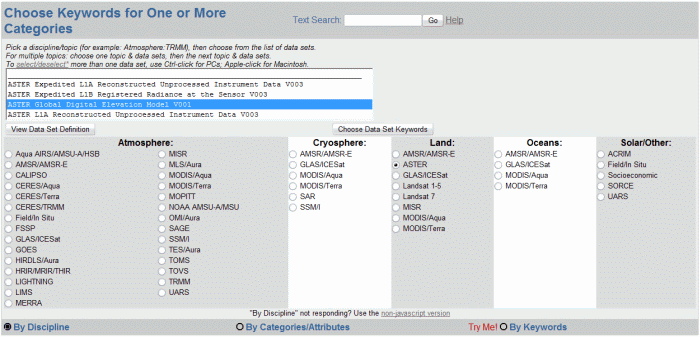 Choose Keywords for One or More Categories
Text Search: Go Help
Pick a discipline/topic (for example: Atmosphere:TRMM), then choose from the list of data sets.
For multiple topics: choose one topic & data sets, then the next topic & data sets.
To select/deselect* more than one data set, use Ctrl-click for PCs; Apple-click for Macintosh.
ASTER Expedited L1A Reconstructed Unprocessed Instrument Data V003
ASTER Expedited L1B Registered Radiance at the Sensor V003
ASTER Global Digital Elevation Model V001
ASTER L1A Reconstructed Unprocessed Instrument Data V003
View Data Set Definition
Choose Data Set Keywords
Atmosphere:
Aqua AIRS/AMSU-A/HSB
AMSR/AMSR-E
CALIPSO
CERES/Aqua
CERES/Terra
CERES/TRMM
Field/In Situ
FSSP
GLAS/ICESat
GOES
HIRDLS/Aura
HRIR/MRIR/THIR
LIGHTNING
LIMS
MERRA
MISR
MLS/Aura
MODIS/Aqua
MODIS/Terra
MOPITT
NOAA AMSU-A/MSU
OMI/Aura
SAGE
SSM/I
TES/Aura
TOMS
TOVS
TRMM
UARS
Cryosphere:
AMSR/AMSR-E
GLAS/ICESat
MODIS/Aqua
MODIS/Terra
SAR
SSM/I
Land:
AMSR/AMSR-E
ASTER
GLAS/ICESat
Landsat 1-5
Landsat 7
MISR
MODIS/Aqua
MODIS/Terra
Oceans:
AMSR/AMSR-E
GLAS/ICESat
MODIS/Aqua
MODIS/Terra
Solar/Other:
ACRIM
Field/In Situ
Socioeconomic
SORCE
UARS
"By Discipline" not responding? Use the non-javascript version
By Discipline
By Categories/Attributes
Try Me! By Keywords